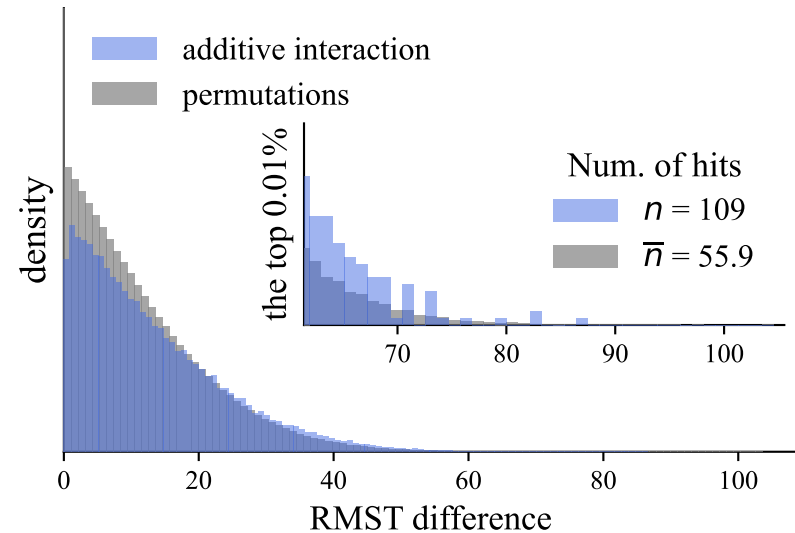 additive interaction
permutations
density
the top 0.01%
Num. of hits
n = 109
n̅ = 55.9
70 80 90 100
0 20 40 60 80 100
RMST difference